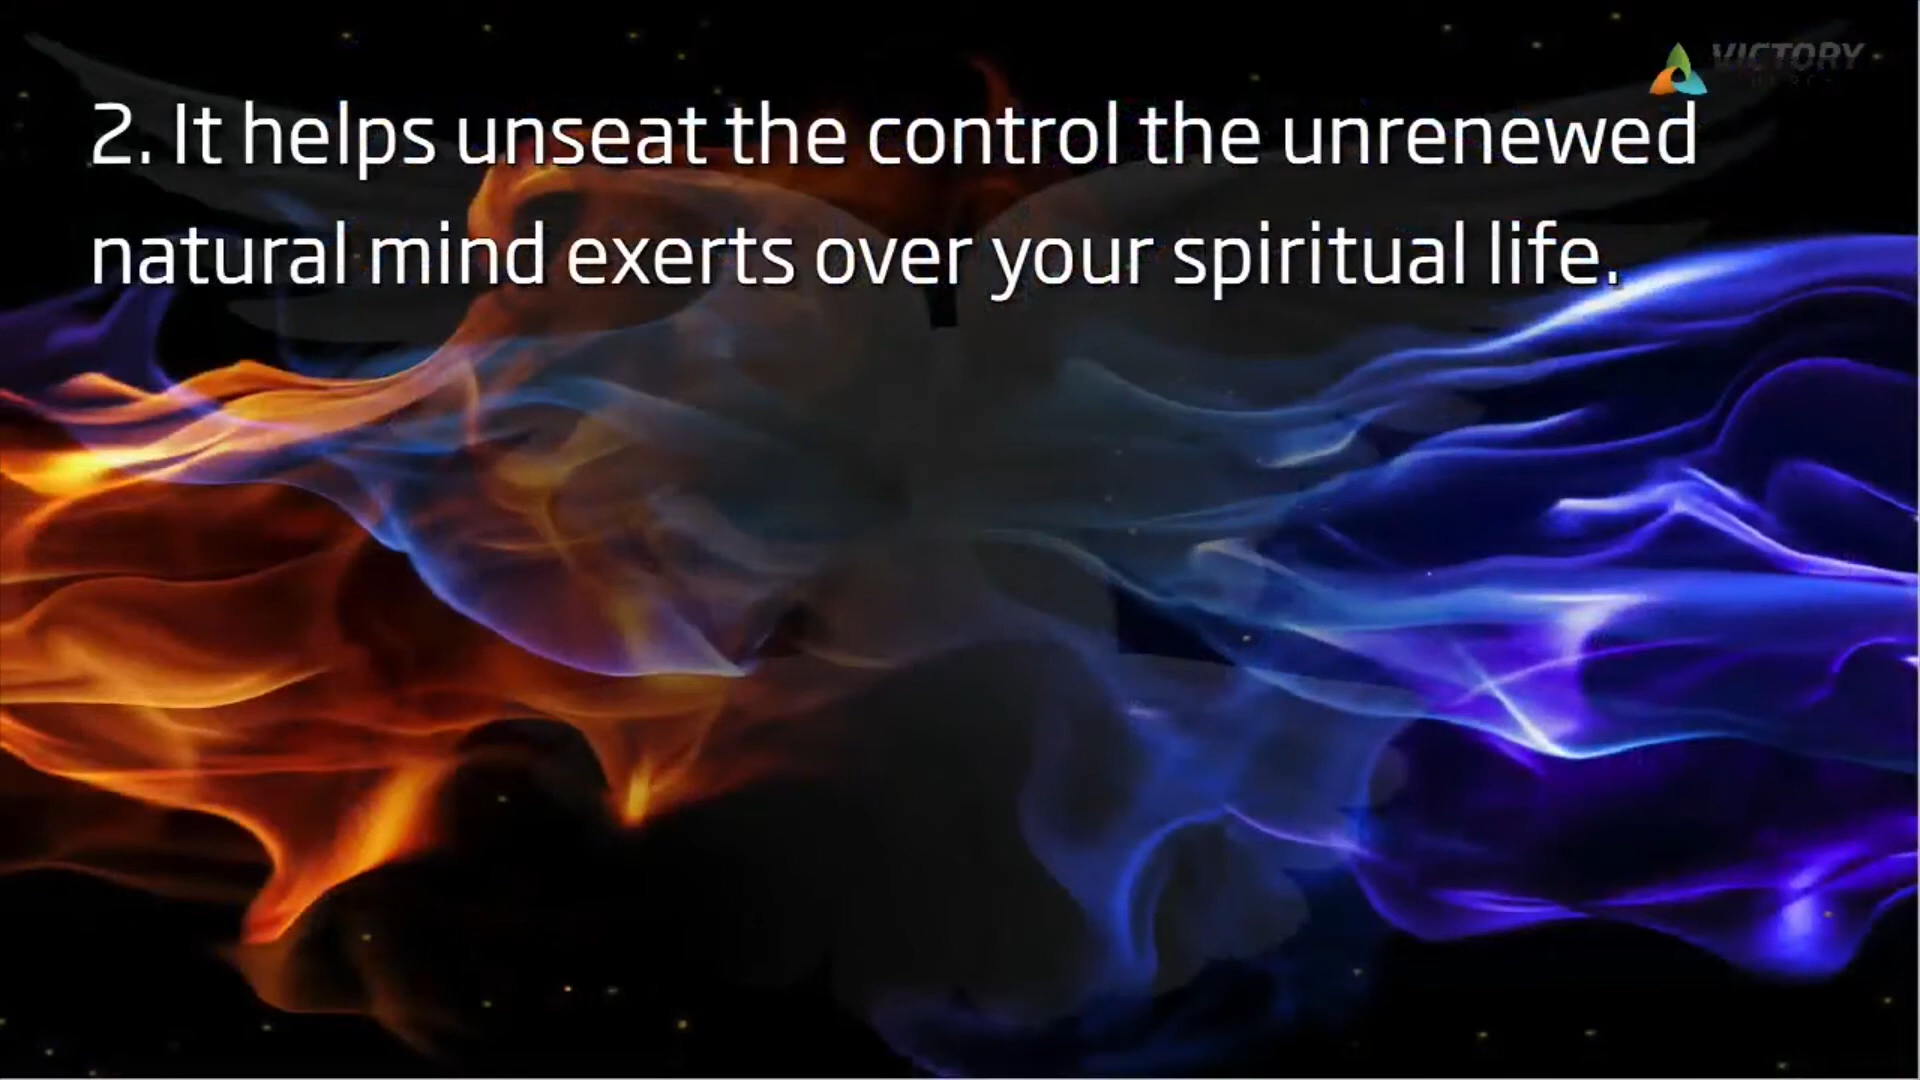 VICTORY
2. It helps unseat the control the unrenewed
natural mind exerts over your spiritual life.